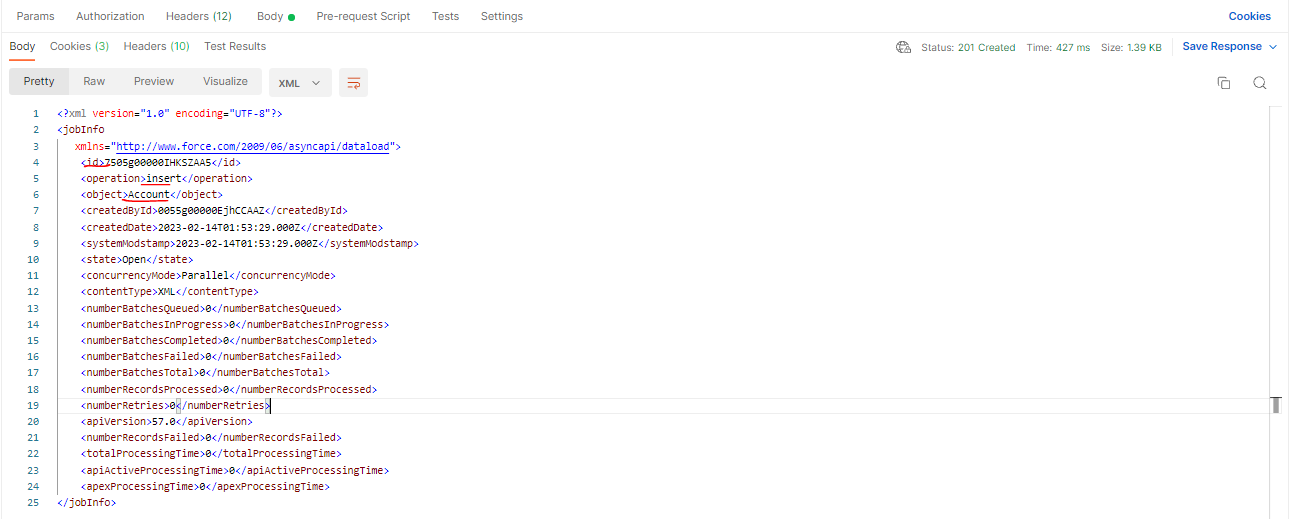 Params Authorization Headers (12) Body Pre-request Script Tests Settings Cookies
Body Cookies (3) Headers (10) Test Results Status: 201 Created Time: 427 ms Size: 1.39 KB Save Response
Pretty Raw Preview Visualize XML
1 <?xml version="1.0" encoding="UTF-8"?>
2 <jobInfo
3 xmlns="http://www.force.com/2009/06/asyncapi/dataload">
4 <id>7505g00000IHKSZAA5</id>
5 <operation>insert</operation>
6 <object>Account</object>
7 <createdById>0055g00000EjhCCAAZ</createdById>
8 <createdDate>2023-02-14T01:53:29.000Z</createdDate>
9 <systemModstamp>2023-02-14T01:53:29.000Z</systemModstamp>
10 <state>Open</state>
11 <concurrencyMode>Parallel</concurrencyMode>
12 <contentType>XML</contentType>
13 <numberBatchesQueued>0</numberBatchesQueued>
14 <numberBatchesInProgress>0</numberBatchesInProgress>
15 <numberBatchesCompleted>0</numberBatchesCompleted>
16 <numberBatchesFailed>0</numberBatchesFailed>
17 <numberBatchesTotal>0</numberBatchesTotal>
18 <numberRecordsProcessed>0</numberRecordsProcessed>
19 <numberRetries>0</numberRetries>
20 <apiVersion>57.0</apiVersion>
21 <numberRecordsFailed>0</numberRecordsFailed>
22 <totalProcessingTime>0</totalProcessingTime>
23 <apiActiveProcessingTime>0</apiActiveProcessingTime>
24 <apexProcessingTime>0</apexProcessingTime>
25 </jobInfo>